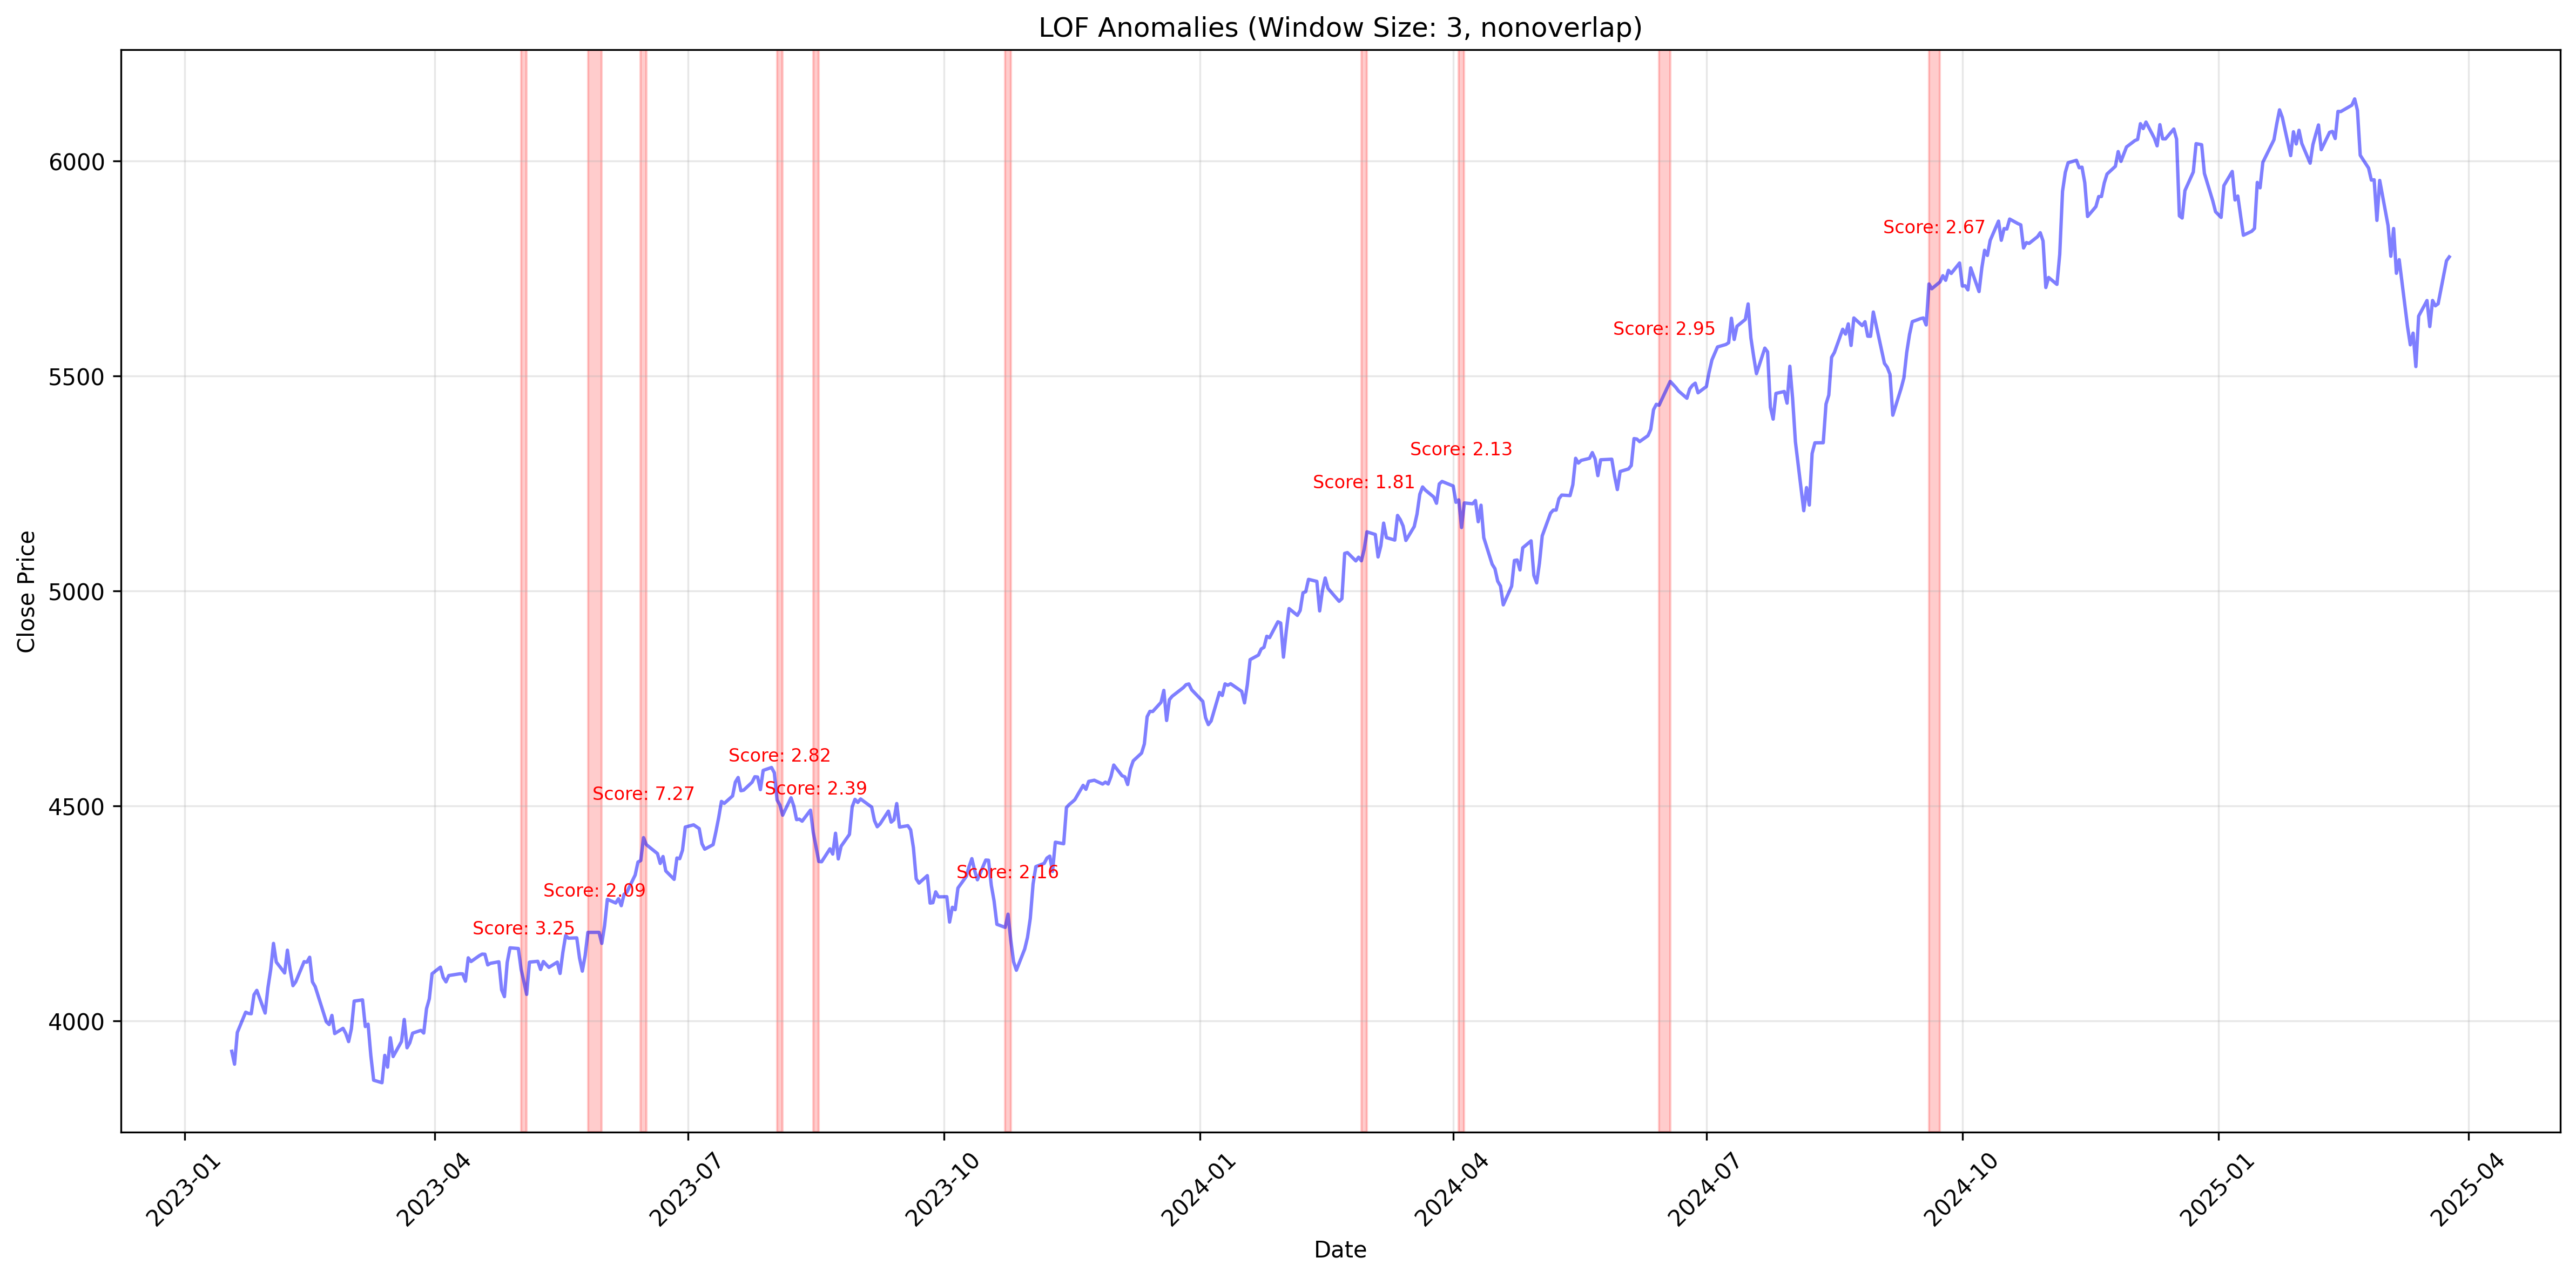 LOF Anomalies (Window Size: 3, nonoverlap)
Close Price
6000
5500
5000
4500
4000
Score: 3.25
Score: 2.09
Score: 7.27
Score: 2.82
Score: 2.39
Score: 2.16
Score: 1.81
Score: 2.13
Score: 2.95
Score: 2.67
2023-01
2023-04
2023-07
2023-10
2024-01
2024-04
2024-07
2024-10
2025-01
2025-04
Date